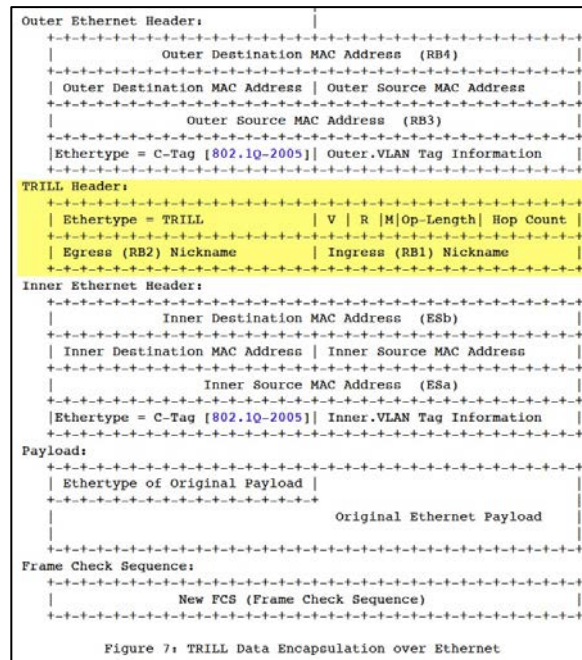 Outer Ethernet Header:            |
+-+-+-+-+-+-+-+-+-+-+-+-+-+-+-+-+-+-+-+-+-+-+-+-+-+-+-+-+-+-+-+-+
|             Outer Destination MAC Address  (RB4)              |
+-+-+-+-+-+-+-+-+-+-+-+-+-+-+-+-+-+-+-+-+-+-+-+-+-+-+-+-+-+-+-+-+
| Outer Destination MAC Address | Outer Source MAC Address      |
+-+-+-+-+-+-+-+-+-+-+-+-+-+-+-+-+-+-+-+-+-+-+-+-+-+-+-+-+-+-+-+-+
|                Outer Source MAC Address  (RB3)                |
+-+-+-+-+-+-+-+-+-+-+-+-+-+-+-+-+-+-+-+-+-+-+-+-+-+-+-+-+-+-+-+-+
|Ethertype = C-Tag [802.1Q-2005]| Outer.VLAN Tag Information    |
+-+-+-+-+-+-+-+-+-+-+-+-+-+-+-+-+-+-+-+-+-+-+-+-+-+-+-+-+-+-+-+-+
TRILL Header:
+-+-+-+-+-+-+-+-+-+-+-+-+-+-+-+-+-+-+-+-+-+-+-+-+-+-+-+-+-+-+-+-+
| Ethertype = TRILL             | V | R |M|Op-Length| Hop Count |
+-+-+-+-+-+-+-+-+-+-+-+-+-+-+-+-+-+-+-+-+-+-+-+-+-+-+-+-+-+-+-+-+
| Egress (RB2) Nickname         | Ingress (RB1) Nickname        |
+-+-+-+-+-+-+-+-+-+-+-+-+-+-+-+-+-+-+-+-+-+-+-+-+-+-+-+-+-+-+-+-+
Inner Ethernet Header:
+-+-+-+-+-+-+-+-+-+-+-+-+-+-+-+-+-+-+-+-+-+-+-+-+-+-+-+-+-+-+-+-+
|             Inner Destination MAC Address  (ESb)              |
+-+-+-+-+-+-+-+-+-+-+-+-+-+-+-+-+-+-+-+-+-+-+-+-+-+-+-+-+-+-+-+-+
| Inner Destination MAC Address | Inner Source MAC Address      |
+-+-+-+-+-+-+-+-+-+-+-+-+-+-+-+-+-+-+-+-+-+-+-+-+-+-+-+-+-+-+-+-+
|                 Inner Source MAC Address  (ESa)               |
+-+-+-+-+-+-+-+-+-+-+-+-+-+-+-+-+-+-+-+-+-+-+-+-+-+-+-+-+-+-+-+-+
|Ethertype = C-Tag [802.1Q-2005]| Inner.VLAN Tag Information    |
+-+-+-+-+-+-+-+-+-+-+-+-+-+-+-+-+-+-+-+-+-+-+-+-+-+-+-+-+-+-+-+-+
Payload:
+-+-+-+-+-+-+-+-+-+-+-+-+-+-+-+-+-+-+-+-+-+-+-+-+-+-+-+-+-+-+-+-+
| Ethertype of Original Payload |                               |
+-+-+-+-+-+-+-+-+-+-+-+-+-+-+-+-+                               |
|                                 Original Ethernet Payload     |
|                                                               |
+-+-+-+-+-+-+-+-+-+-+-+-+-+-+-+-+-+-+-+-+-+-+-+-+-+-+-+-+-+-+-+-+
Frame Check Sequence:
+-+-+-+-+-+-+-+-+-+-+-+-+-+-+-+-+-+-+-+-+-+-+-+-+-+-+-+-+-+-+-+-+
|               New FCS (Frame Check Sequence)                  |
+-+-+-+-+-+-+-+-+-+-+-+-+-+-+-+-+-+-+-+-+-+-+-+-+-+-+-+-+-+-+-+-+
Figure 7: TRILL Data Encapsulation over Ethernet